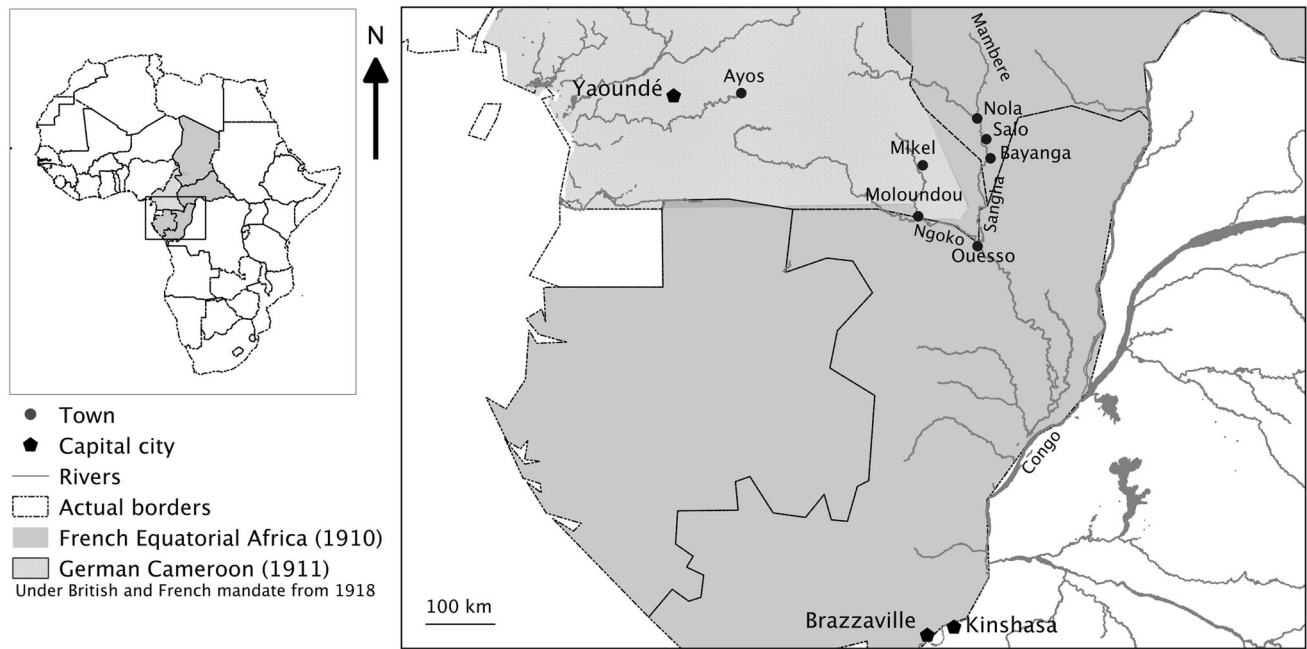 N
Town
Capital city
Rivers
Actual borders
French Equatorial Africa (1910)
German Cameroon (1911)
Under British and French mandate from 1918
Mambere
Yaoundé
Ayos
Nola
Salo
Bayanga
Mikel
Moloundou
Sangha
Ngoko
Ouesso
Congo
100 km
Brazzaville
Kinshasa